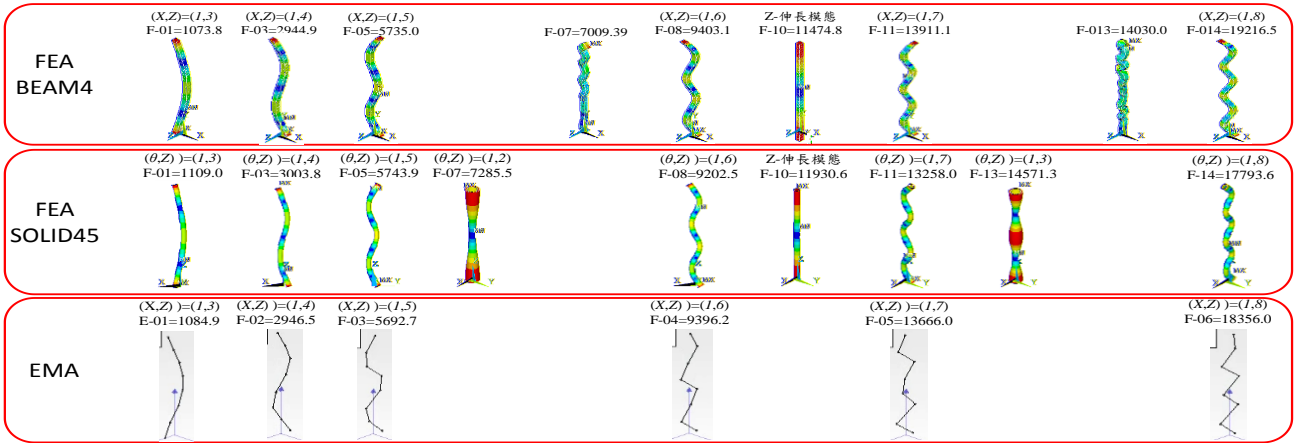 FEA
BEAM4
(X,Z)=(1,3)
F-01=1073.8
(X,Z)=(1,4)
F-03=2944.9
(X,Z)=(1,5)
F-05=5735.0
F-07=7009.39
(X,Z)=(1,6)
F-08=9403.1
Z-伸長模態
F-10=11474.8
(X,Z)=(1,7)
F-11=13911.1
F-013=14030.0
(X,Z)=(1,8)
F-014=19216.5
FEA
SOLID45
(θ,Z )=(1,3)
F-01=1109.0
(θ,Z )=(1,4)
F-03=3003.8
(θ,Z )=(1,5)
F-05=5743.9
(θ,Z )=(1,2)
F-07=7285.5
(θ,Z )=(1,6)
F-08=9202.5
Z-伸長模態
F-10=11930.6
(θ,Z )=(1,7)
F-11=13258.0
(θ,Z )=(1,3)
F-13=14571.3
(θ,Z )=(1,8)
F-14=17793.6
EMA
(X,Z) )=(1,3)
E-01=1084.9
(X,Z) )=(1,4)
F-02=2946.5
(X,Z) )=(1,5)
F-03=5692.7
(X,Z) )=(1,6)
F-04=9396.2
(X,Z) )=(1,7)
F-05=13666.0
(X,Z) )=(1,8)
F-06=18356.0